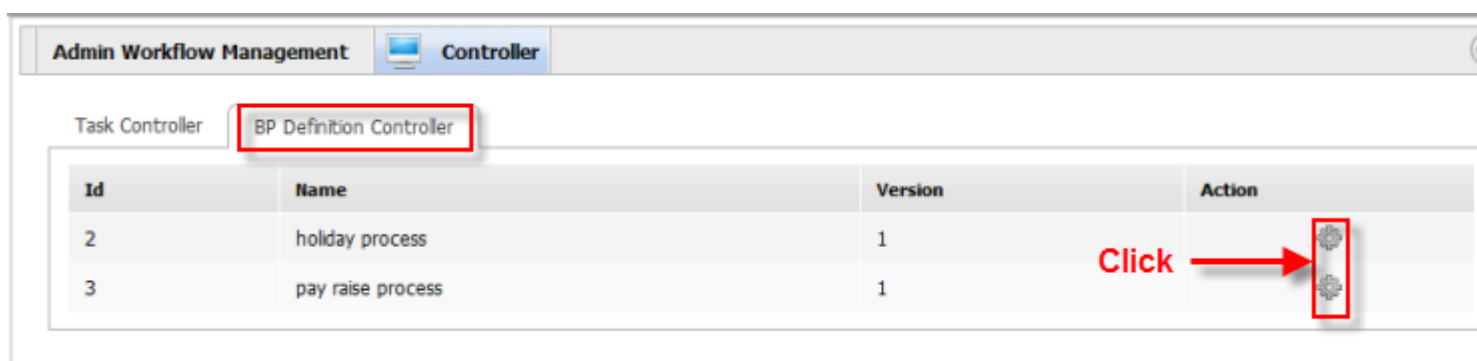 Admin Workflow Management Controller
Task Controller BP Definition Controller
Id Name Version Action
2 holiday process 1
Click
3 pay raise process 1